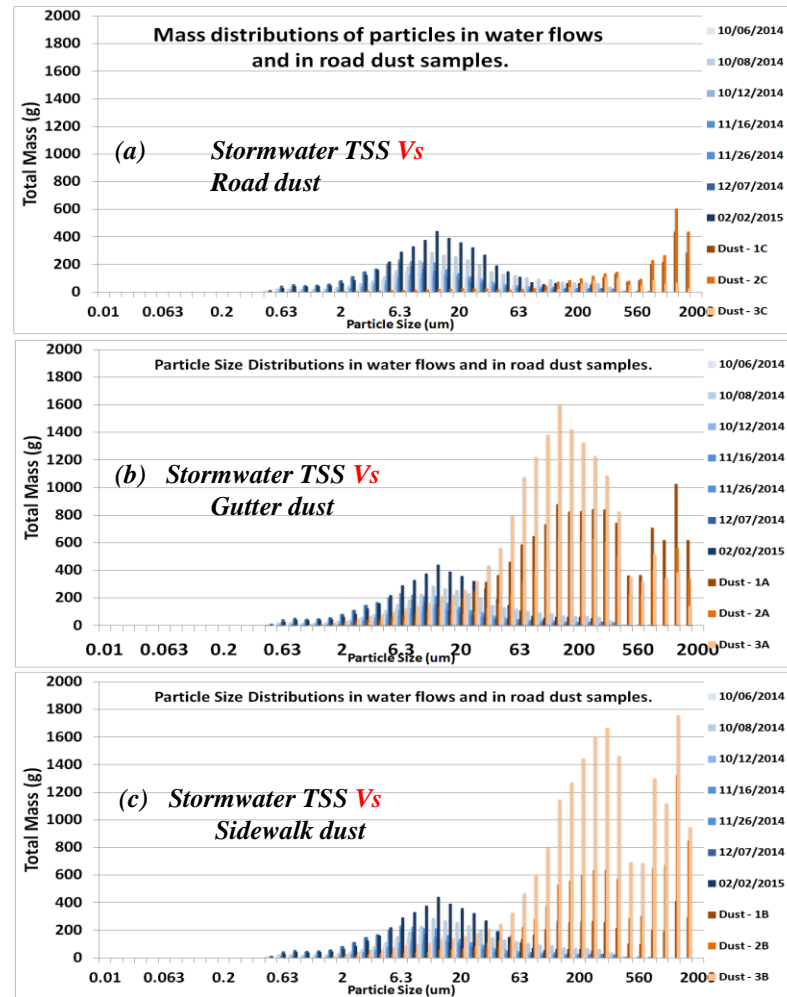 Mass distributions of particles in water flows
and in road dust samples.
(a) Stormwater TSS Vs
Road dust
Total Mass (g)
2000
1800
1600
1400
1200
1000
800
600
400
200
0
0.01 0.063 0.2 0.63 2 6.3 20 63 200 560 2000
Particle Size (um)
10/06/2014
10/08/2014
10/12/2014
11/16/2014
11/26/2014
12/07/2014
02/02/2015
Dust - 1C
Dust - 2C
Dust - 3C
Particle Size Distributions in water flows and in road dust samples.
(b) Stormwater TSS Vs
Gutter dust
Total Mass (g)
2000
1800
1600
1400
1200
1000
800
600
400
200
0
0.01 0.063 0.2 0.63 2 6.3 20 63 200 560 2000
Particle Size (um)
10/06/2014
10/08/2014
10/12/2014
11/16/2014
11/26/2014
12/07/2014
02/02/2015
Dust - 1A
Dust - 2A
Dust - 3A
Particle Size Distributions in water flows and in road dust samples.
(c) Stormwater TSS Vs
Sidewalk dust
Total Mass (g)
2000
1800
1600
1400
1200
1000
800
600
400
200
0
0.01 0.063 0.2 0.63 2 6.3 20 63 200 560 2000
Particle Size (um)
10/06/2014
10/08/2014
10/12/2014
11/16/2014
11/26/2014
12/07/2014
02/02/2015
Dust - 1B
Dust - 2B
Dust - 3B